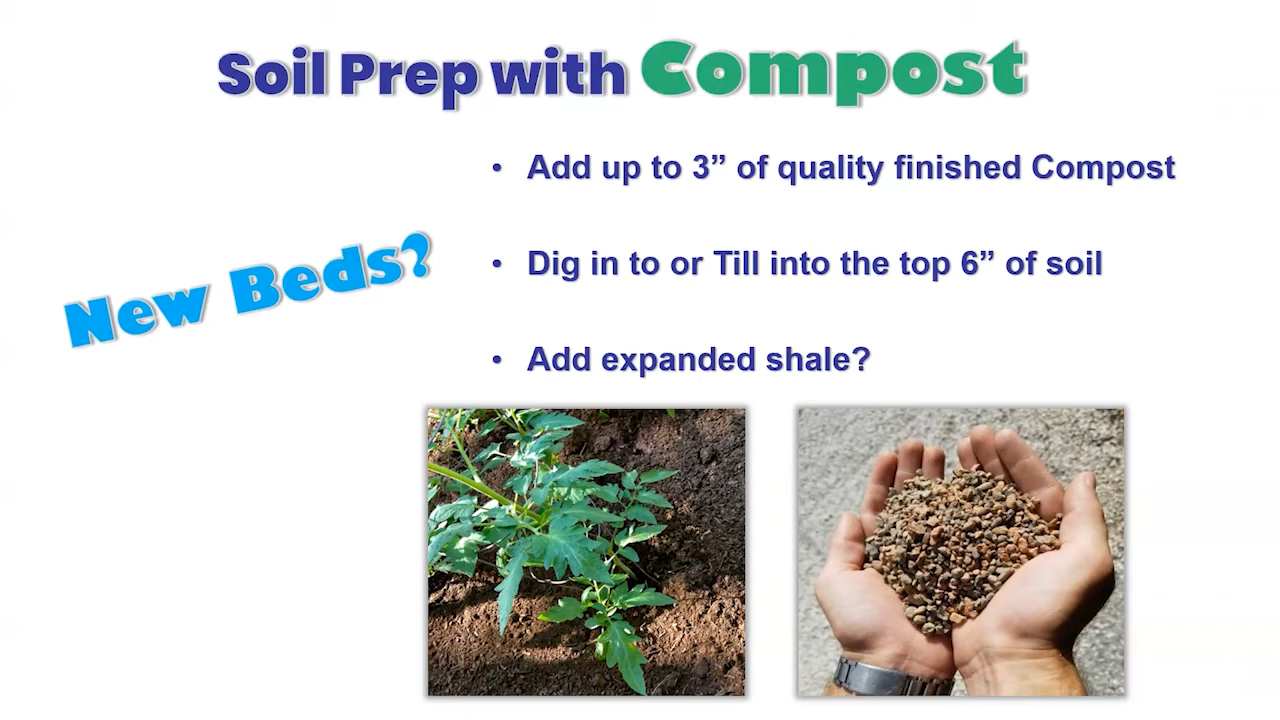 Soil Prep with Compost
New Beds?
• Add up to 3” of quality finished Compost
• Dig in to or Till into the top 6” of soil
• Add expanded shale?